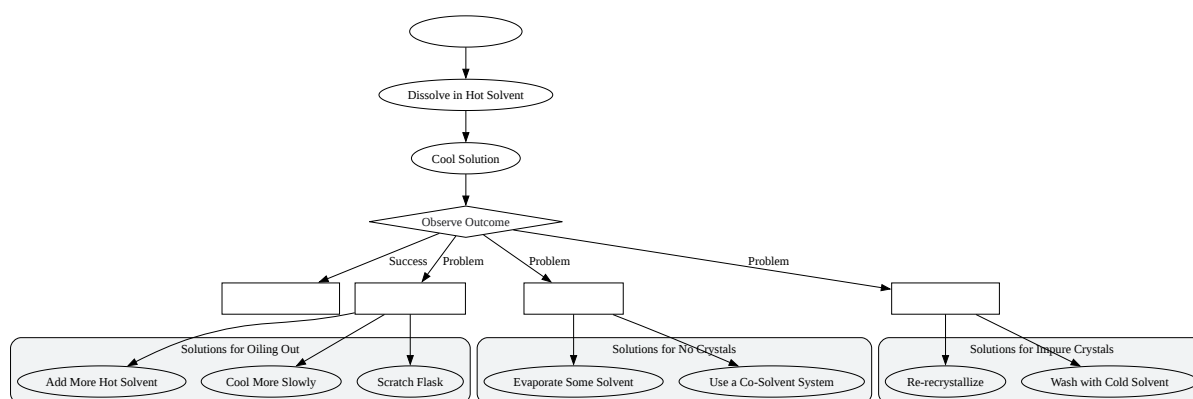 Dissolve in Hot Solvent
Cool Solution
Observe Outcome
Success
Problem
Problem
Problem
Solutions for Oiling Out
Solutions for No Crystals
Solutions for Impure Crystals
Add More Hot Solvent
Cool More Slowly
Scratch Flask
Evaporate Some Solvent
Use a Co-Solvent System
Re-recrystallize
Wash with Cold Solvent